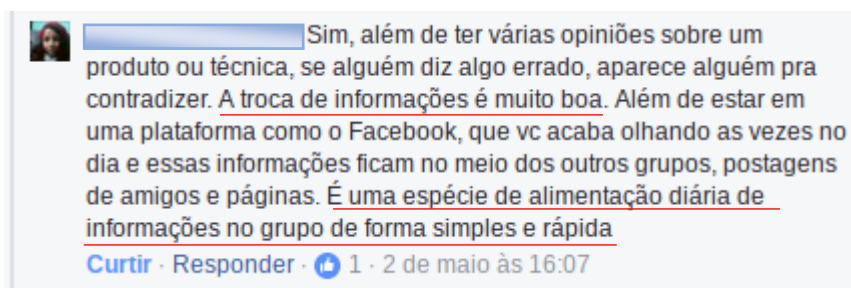 Sim, além de ter várias opiniões sobre um
produto ou técnica, se alguém diz algo errado, aparece alguém pra
contradizer. A troca de informações é muito boa. Além de estar em
uma plataforma como o Facebook, que vc acaba olhando as vezes no
dia e essas informações ficam no meio dos outros grupos, postagens
de amigos e páginas. É uma espécie de alimentação diária de
informações no grupo de forma simples e rápida
Curtir · Responder · 1 · 2 de maio às 16:07